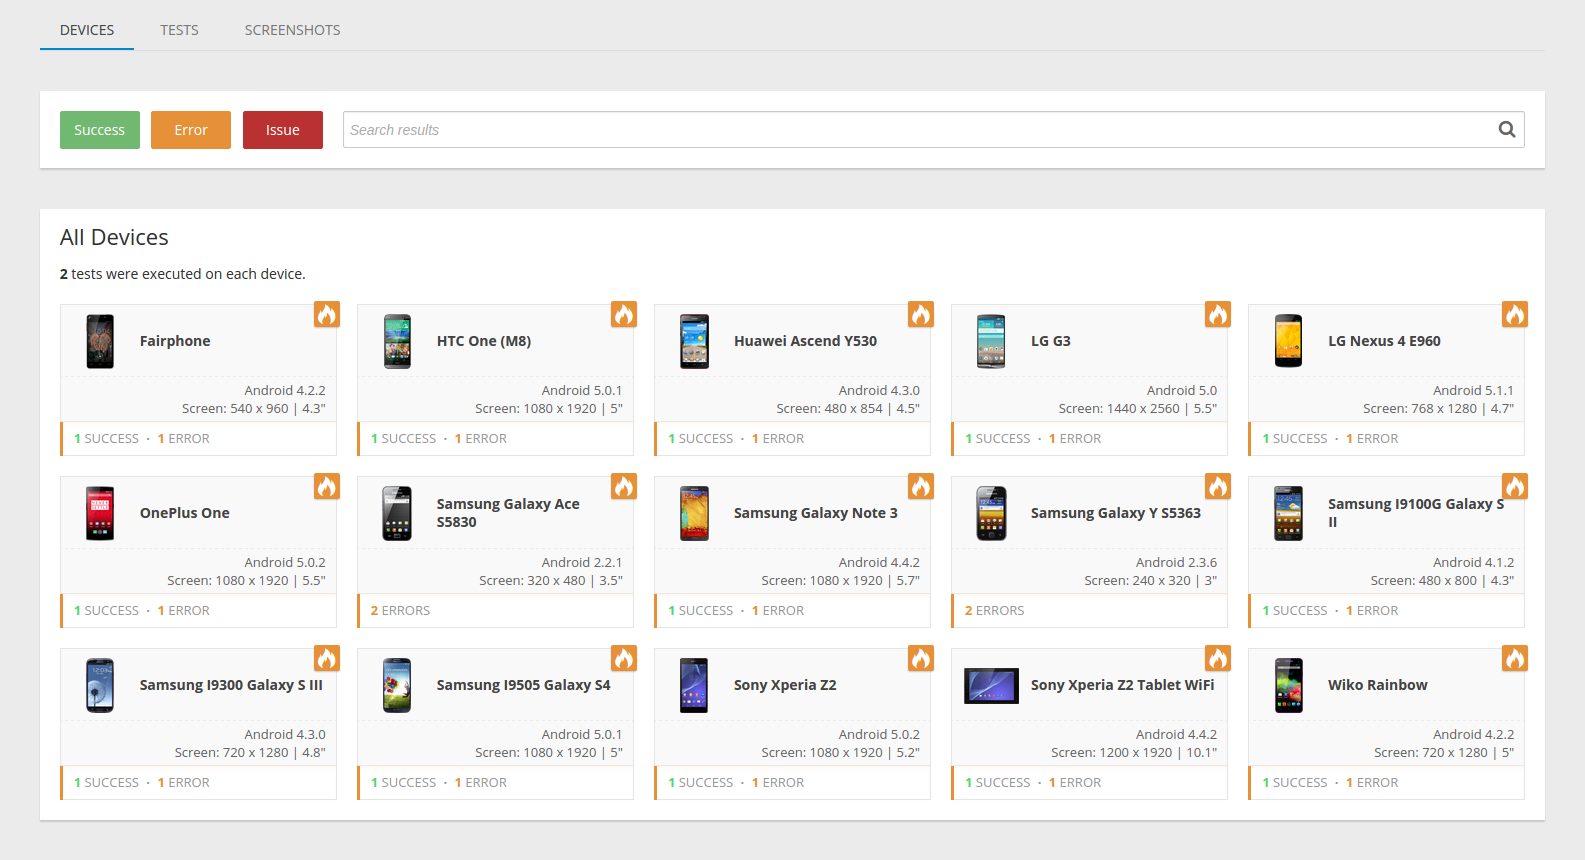 DEVICES TESTS SCREENSHOTS
Success Error Issue Search results
All Devices
2 tests were executed on each device.
Fairphone
Android 4.2.2
Screen: 540 x 960 | 4.3"
1 SUCCESS · 1 ERROR
HTC One (M8)
Android 5.0.1
Screen: 1080 x 1920 | 5"
1 SUCCESS · 1 ERROR
Huawei Ascend Y530
Android 4.3.0
Screen: 480 x 854 | 4.5"
1 SUCCESS · 1 ERROR
LG G3
Android 5.0
Screen: 1440 x 2560 | 5.5"
1 SUCCESS · 1 ERROR
LG Nexus 4 E960
Android 5.1.1
Screen: 768 x 1280 | 4.7"
1 SUCCESS · 1 ERROR
OnePlus One
Android 5.0.2
Screen: 1080 x 1920 | 5.5"
1 SUCCESS · 1 ERROR
Samsung Galaxy Ace
S5830
Android 2.2.1
Screen: 320 x 480 | 3.5"
2 ERRORS
Samsung Galaxy Note 3
Android 4.4.2
Screen: 1080 x 1920 | 5.7"
1 SUCCESS · 1 ERROR
Samsung Galaxy Y S5363
Android 2.3.6
Screen: 240 x 320 | 3"
2 ERRORS
Samsung I9100G Galaxy S
II
Android 4.1.2
Screen: 480 x 800 | 4.3"
1 SUCCESS · 1 ERROR
Samsung I9300 Galaxy S III
Android 4.3.0
Screen: 720 x 1280 | 4.8"
1 SUCCESS · 1 ERROR
Samsung I9505 Galaxy S4
Android 5.0.1
Screen: 1080 x 1920 | 5"
1 SUCCESS · 1 ERROR
Sony Xperia Z2
Android 5.0.2
Screen: 1080 x 1920 | 5.2"
1 SUCCESS · 1 ERROR
Sony Xperia Z2 Tablet WiFi
Android 4.4.2
Screen: 1200 x 1920 | 10.1"
1 SUCCESS · 1 ERROR
Wiko Rainbow
Android 4.2.2
Screen: 720 x 1280 | 5"
1 SUCCESS · 1 ERROR